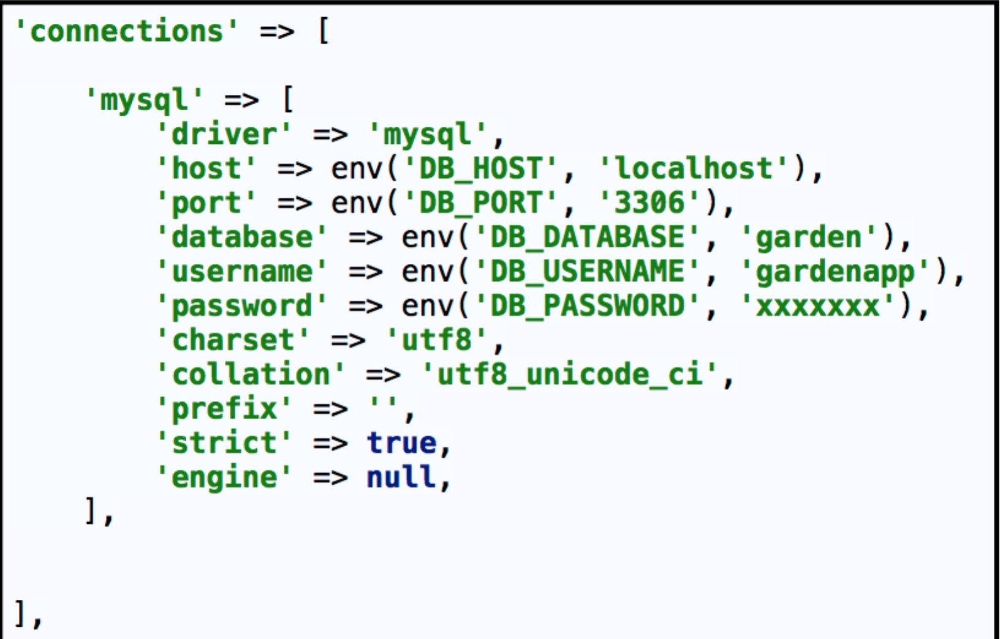 'connections' => [
'mysql' => [
'driver' => 'mysql',
'host' => env('DB_HOST', 'localhost'),
'port' => env('DB_PORT', '3306'),
'database' => env('DB_DATABASE', 'garden'),
'username' => env('DB_USERNAME', 'gardenapp'),
'password' => env('DB_PASSWORD', 'xxxxxxx'),
'charset' => 'utf8',
'collation' => 'utf8_unicode_ci',
'prefix' => '',
'strict' => true,
'engine' => null,
],
],